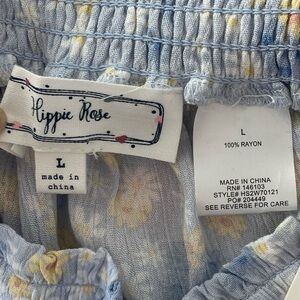 Hippie Rose
L
made in
china
L
100% RAYON
MADE IN CHINA
RN# 146103
STYLE# HS2W70121
PO# 204449
SEE REVERSE FOR CARE